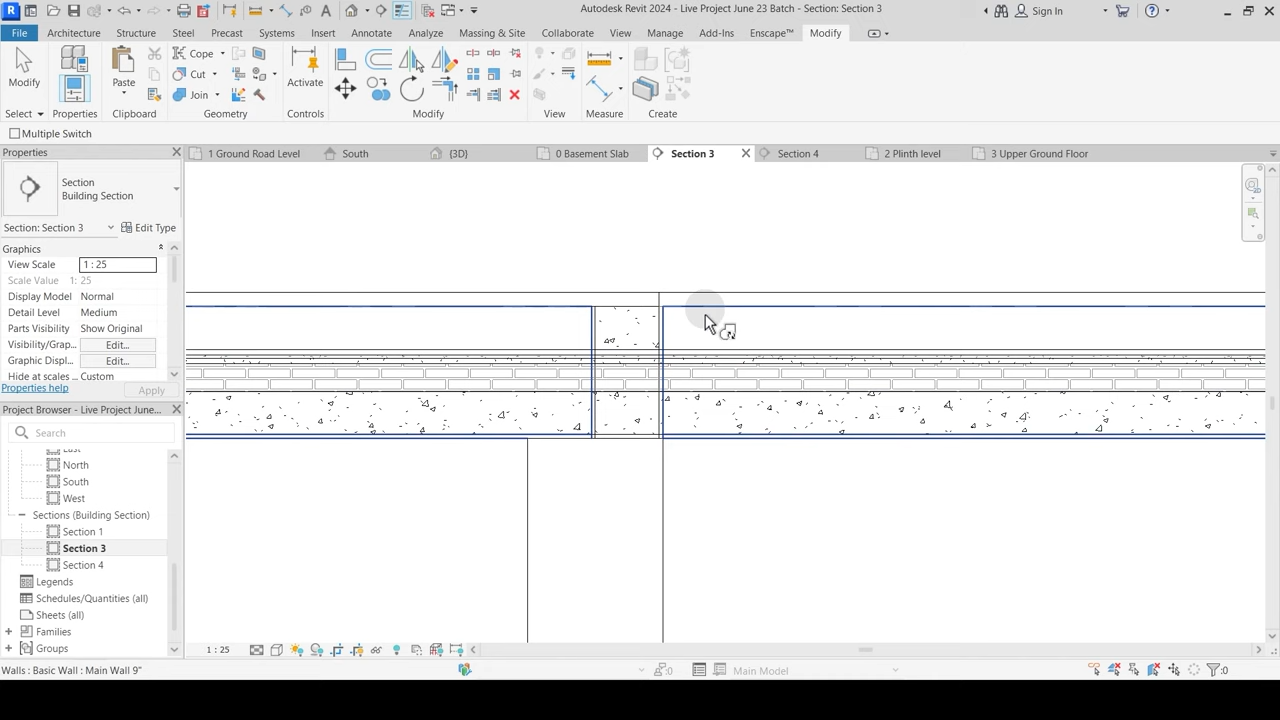 Autodesk Revit 2024 - Live Project June 23 Batch - Section: Section 3
Sign In
File Architecture Structure Steel Precast Systems Insert Annotate Analyze Massing & Site Collaborate View Manage Add-Ins Enscape™ Modify
Cope
Cut
Join
Modify
Paste
Activate
Select Properties Clipboard Geometry Controls Modify View Measure Create
Multiple Switch
Properties
1 Ground Road Level South {3D} 0 Basement Slab Section 3 Section 4 2 Plinth level 3 Upper Ground Floor
Section
Building Section
Section: Section 3
Edit Type
Graphics
View Scale 1 : 25
Scale Value 1: 25
Display Model Normal
Detail Level Medium
Parts Visibility Show Original
Visibility/Grap... Edit...
Graphic Displ... Edit...
Hide at scales ... Custom
Properties help
Apply
Project Browser - Live Project June...
Search
East
North
South
West
Sections (Building Section)
Section 1
Section 3
Section 4
Legends
Schedules/Quantities (all)
Sheets (all)
Families
Groups
1 : 25
Walls : Basic Wall : Main Wall 9"
:0
Main Model
:0